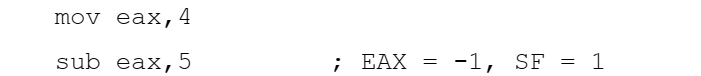 mov eax,4
sub eax,5 ; EAX = -1, SF = 1